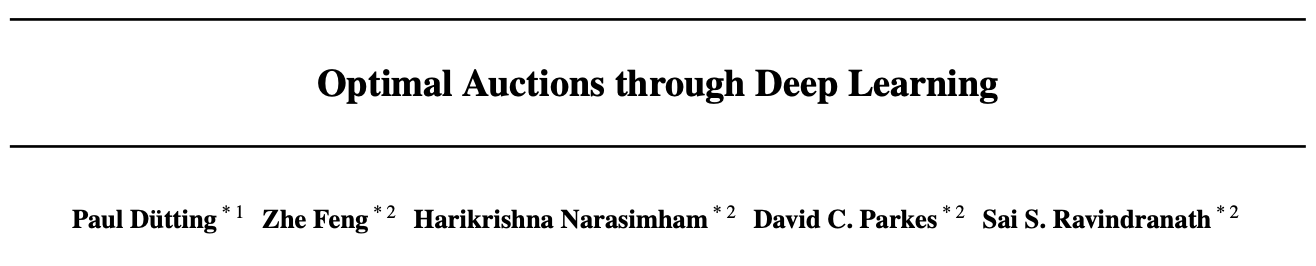 Optimal Auctions through Deep Learning
Paul Dütting * 1 Zhe Feng * 2 Harikrishna Narasimham * 2 David C. Parkes * 2 Sai S. Ravindranath * 2